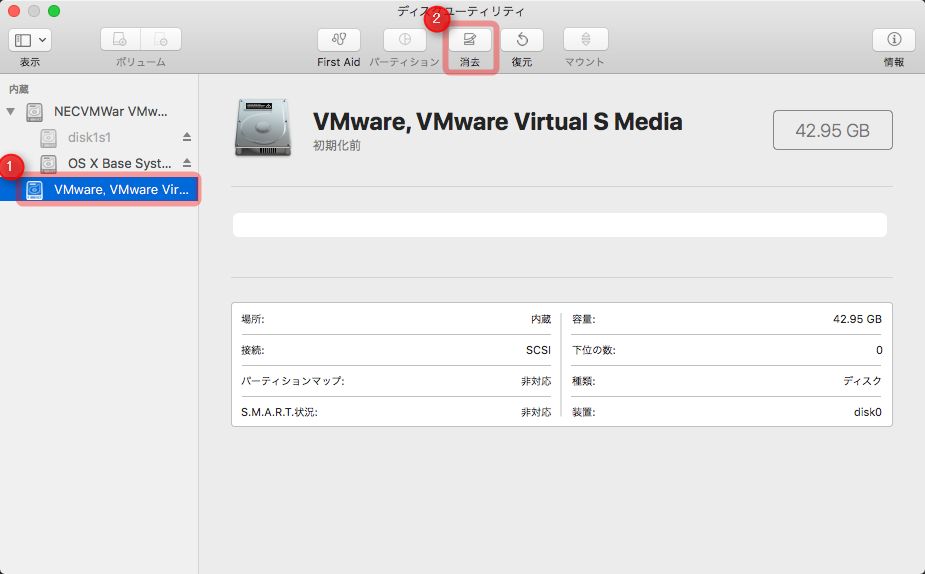 ディスクユーティリティ
2
表示
ボリューム
First Aid
パーティション
消去
復元
マウント
情報
内蔵
NECVMWar VMw...
disk1s1
OS X Base Syst...
1
VMware, VMware Vir...
VMware, VMware Virtual S Media
初期化前
42.95 GB
場所: 内蔵
容量: 42.95 GB
接続: SCSI
下位の数: 0
パーティションマップ: 非対応
種類: ディスク
S.M.A.R.T.状況: 非対応
装置: disk0